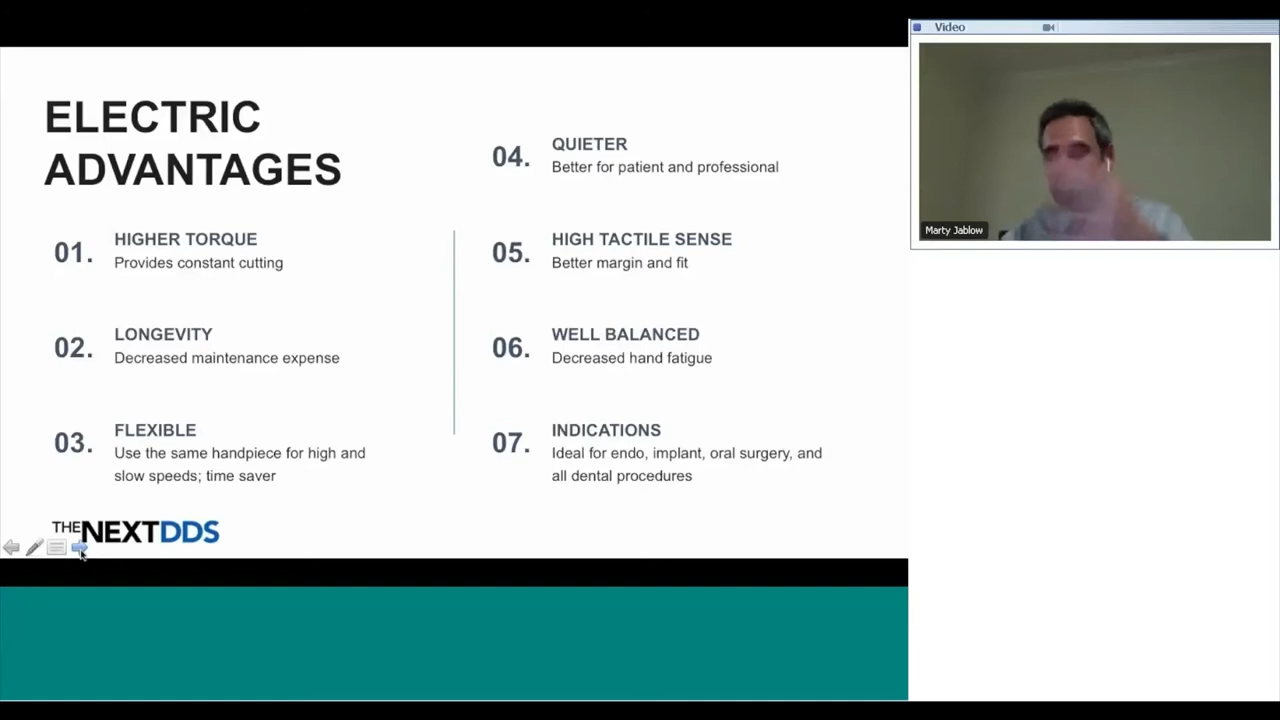 ELECTRIC
ADVANTAGES
01.
HIGHER TORQUE
Provides constant cutting
02.
LONGEVITY
Decreased maintenance expense
03.
FLEXIBLE
Use the same handpiece for high and
slow speeds; time saver
04.
QUIETER
Better for patient and professional
05.
HIGH TACTILE SENSE
Better margin and fit
06.
WELL BALANCED
Decreased hand fatigue
07.
INDICATIONS
Ideal for endo, implant, oral surgery, and
all dental procedures
THENEXTDDS
Video
Marty Jablow